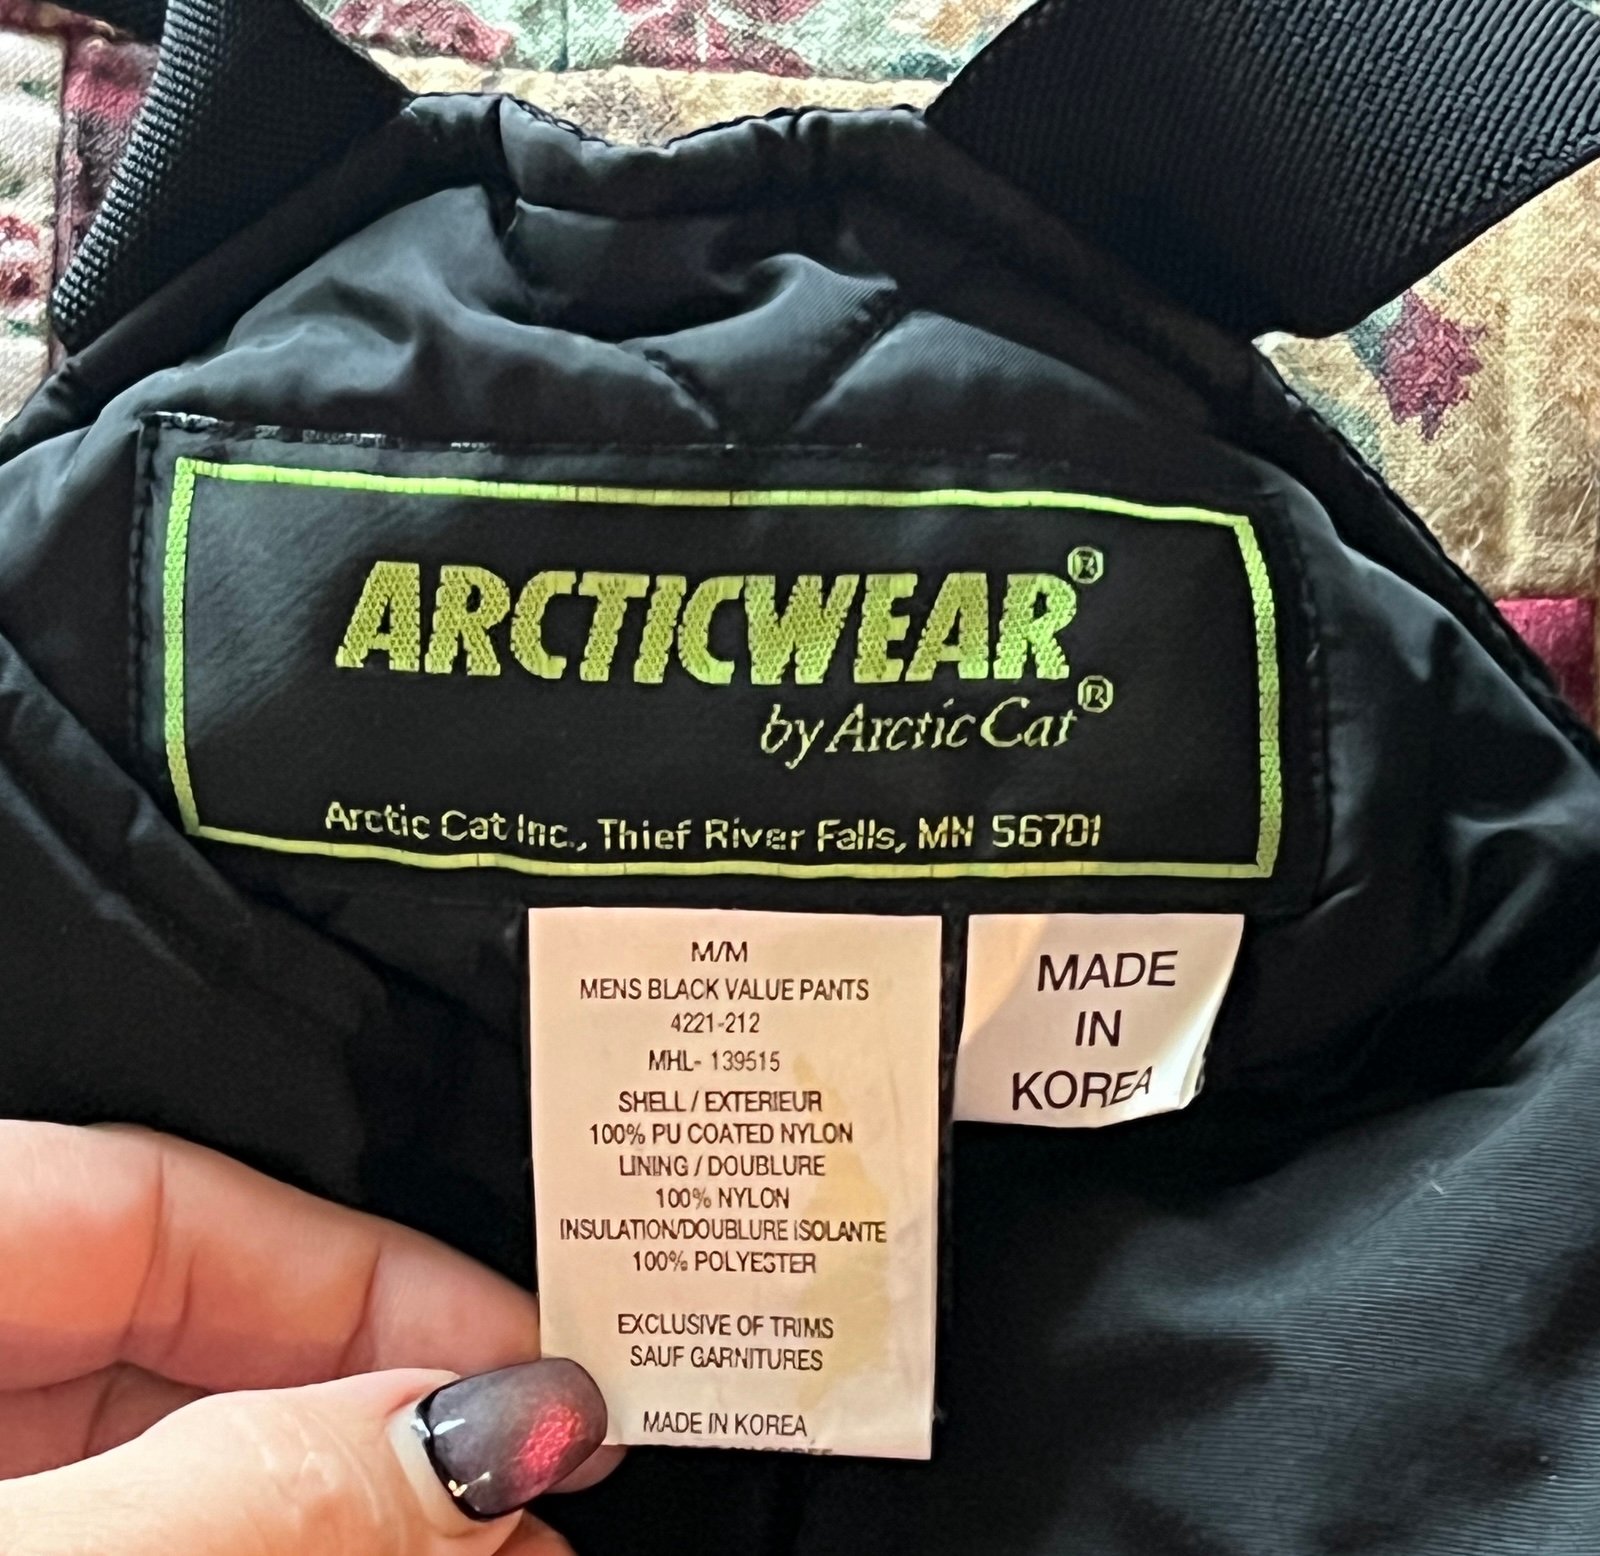 ARCTICWEAR®
by Arctic Cat®
Arctic Cat Inc., Thief River Falls, MN 56701
M/M
MENS BLACK VALUE PANTS
4221-212
MHL- 139515
SHELL / EXTERIEUR
100% PU COATED NYLON
LINING / DOUBLURE
100% NYLON
INSULATION/DOUBLURE ISOLANTE
100% POLYESTER
EXCLUSIVE OF TRIMS
SAUF GARNITURES
MADE IN KOREA
MADE
IN
KOREA